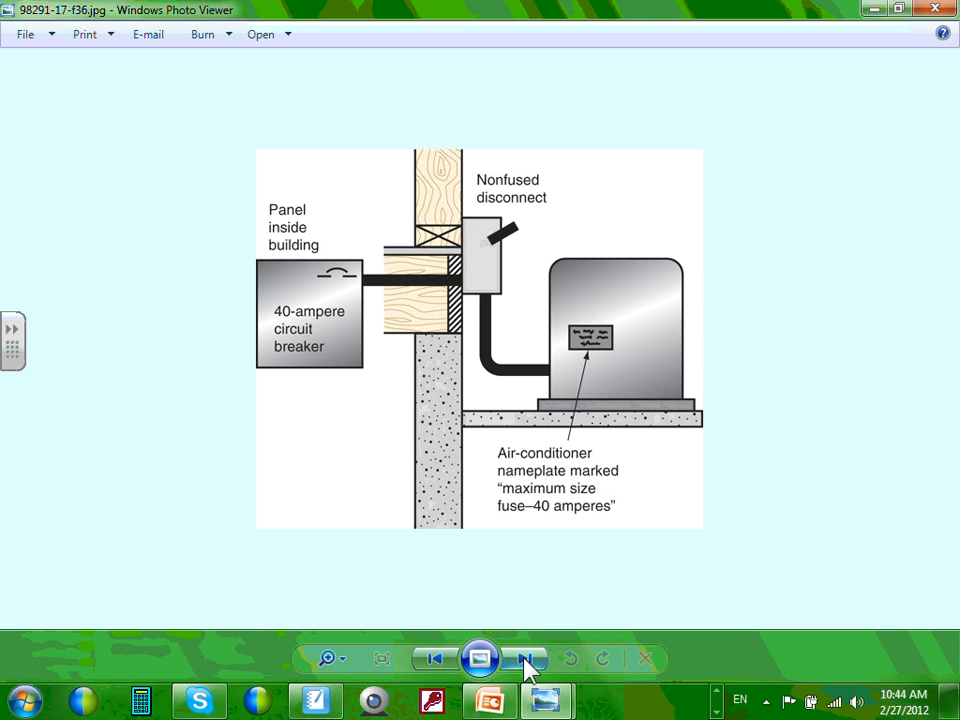 98291-17-f36.jpg - Windows Photo Viewer
File Print E-mail Burn Open
Nonfused
disconnect
Panel
inside
building
40-ampere
circuit
breaker
Air-conditioner
nameplate marked
“maximum size
fuse–40 amperes”
EN
10:44 AM
2/27/2012